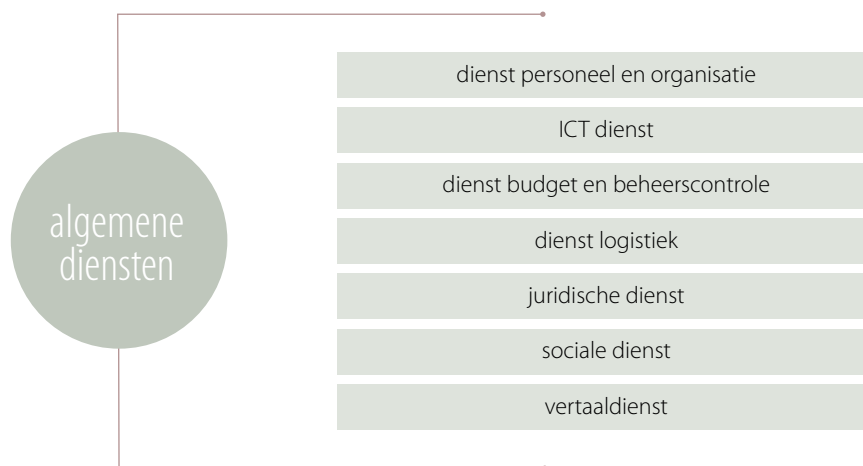 algemene
diensten
dienst personeel en organisatie
ICT dienst
dienst budget en beheerscontrole
dienst logistiek
juridische dienst
sociale dienst
vertaaldienst